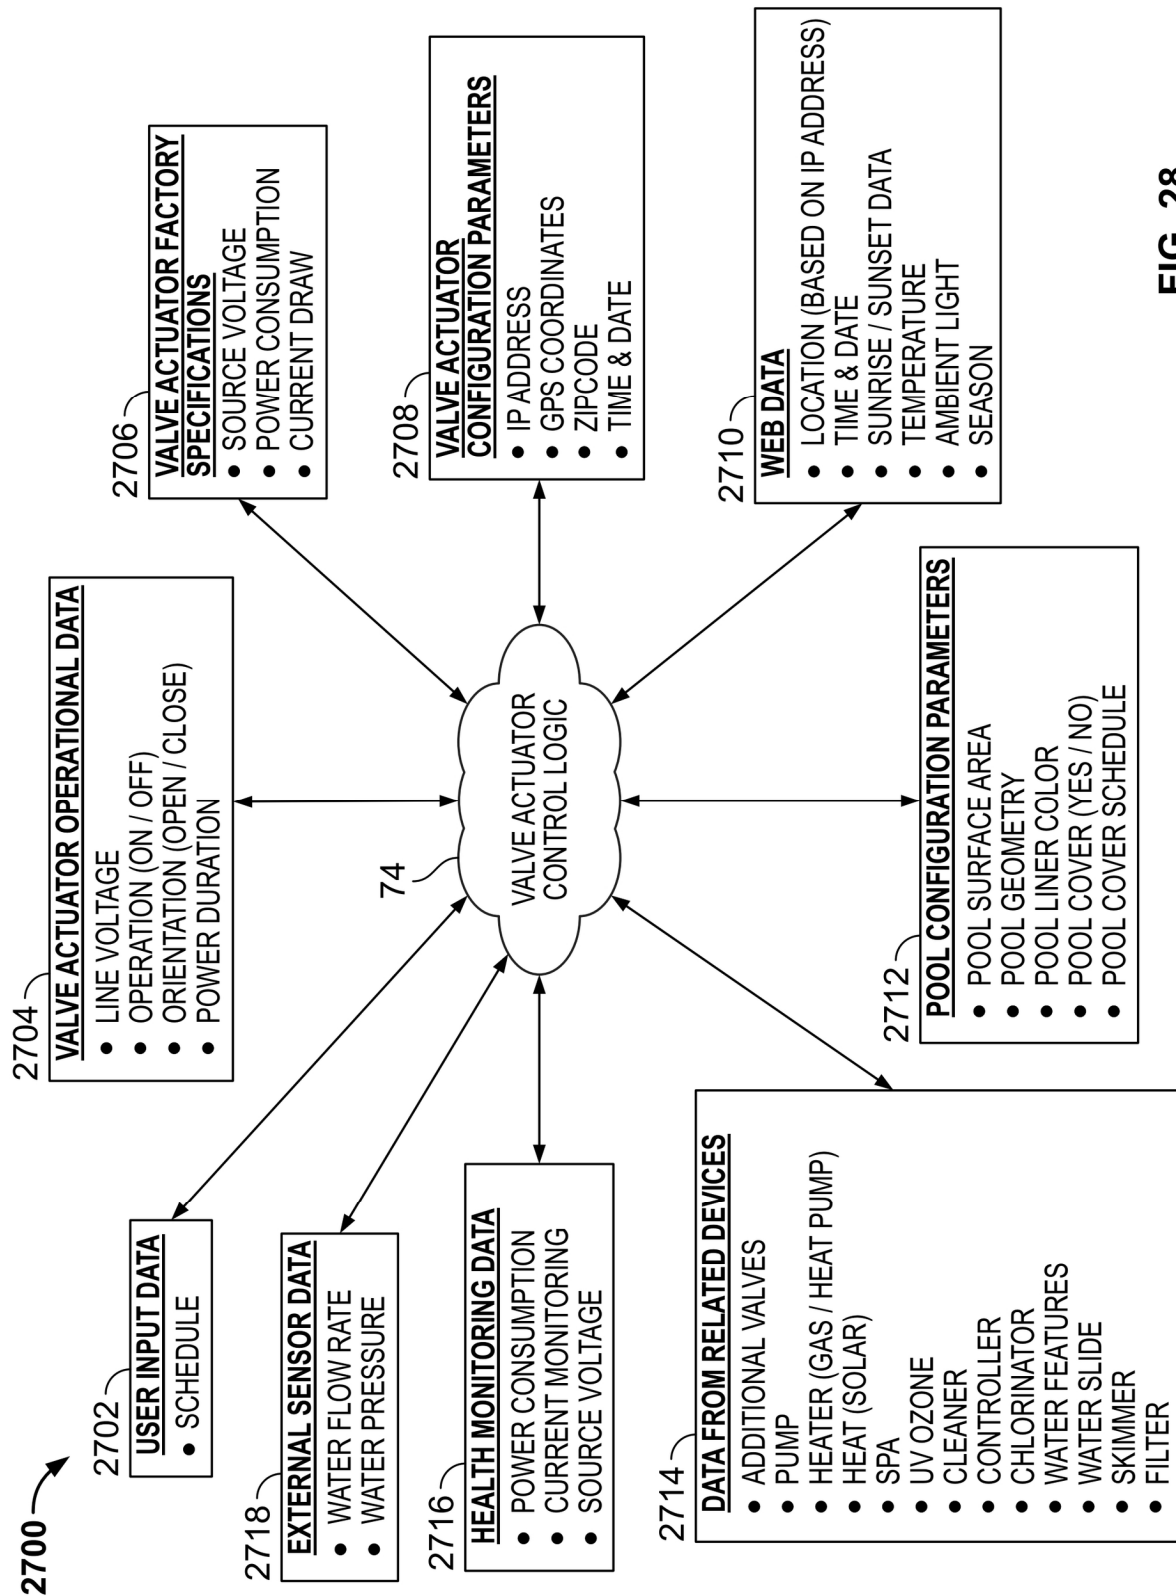 2700
2702
USER INPUT DATA
• SCHEDULE
2704
VALVE ACTUATOR OPERATIONAL DATA
• LINE VOLTAGE
• OPERATION (ON / OFF)
• ORIENTATION (OPEN / CLOSE)
• POWER DURATION
2706
VALVE ACTUATOR FACTORY
SPECIFICATIONS
• SOURCE VOLTAGE
• POWER CONSUMPTION
• CURRENT DRAW
2718
EXTERNAL SENSOR DATA
• WATER FLOW RATE
• WATER PRESSURE
74
VALVE ACTUATOR
CONTROL LOGIC
2708
VALVE ACTUATOR
CONFIGURATION PARAMETERS
• IP ADDRESS
• GPS COORDINATES
• ZIPCODE
• TIME & DATE
2716
HEALTH MONITORING DATA
• POWER CONSUMPTION
• CURRENT MONITORING
• SOURCE VOLTAGE
2710
WEB DATA
• LOCATION (BASED ON IP ADDRESS)
• TIME & DATE
• SUNRISE / SUNSET DATA
• TEMPERATURE
• AMBIENT LIGHT
• SEASON
2714
DATA FROM RELATED DEVICES
• ADDITIONAL VALVES
• PUMP
• HEATER (GAS / HEAT PUMP)
• HEAT (SOLAR)
• SPA
• UV OZONE
• CLEANER
• CONTROLLER
• CHLORINATOR
• WATER FEATURES
• WATER SLIDE
• SKIMMER
• FILTER
2712
POOL CONFIGURATION PARAMETERS
• POOL SURFACE AREA
• POOL GEOMETRY
• POOL LINER COLOR
• POOL COVER (YES / NO)
• POOL COVER SCHEDULE
FIG. 28